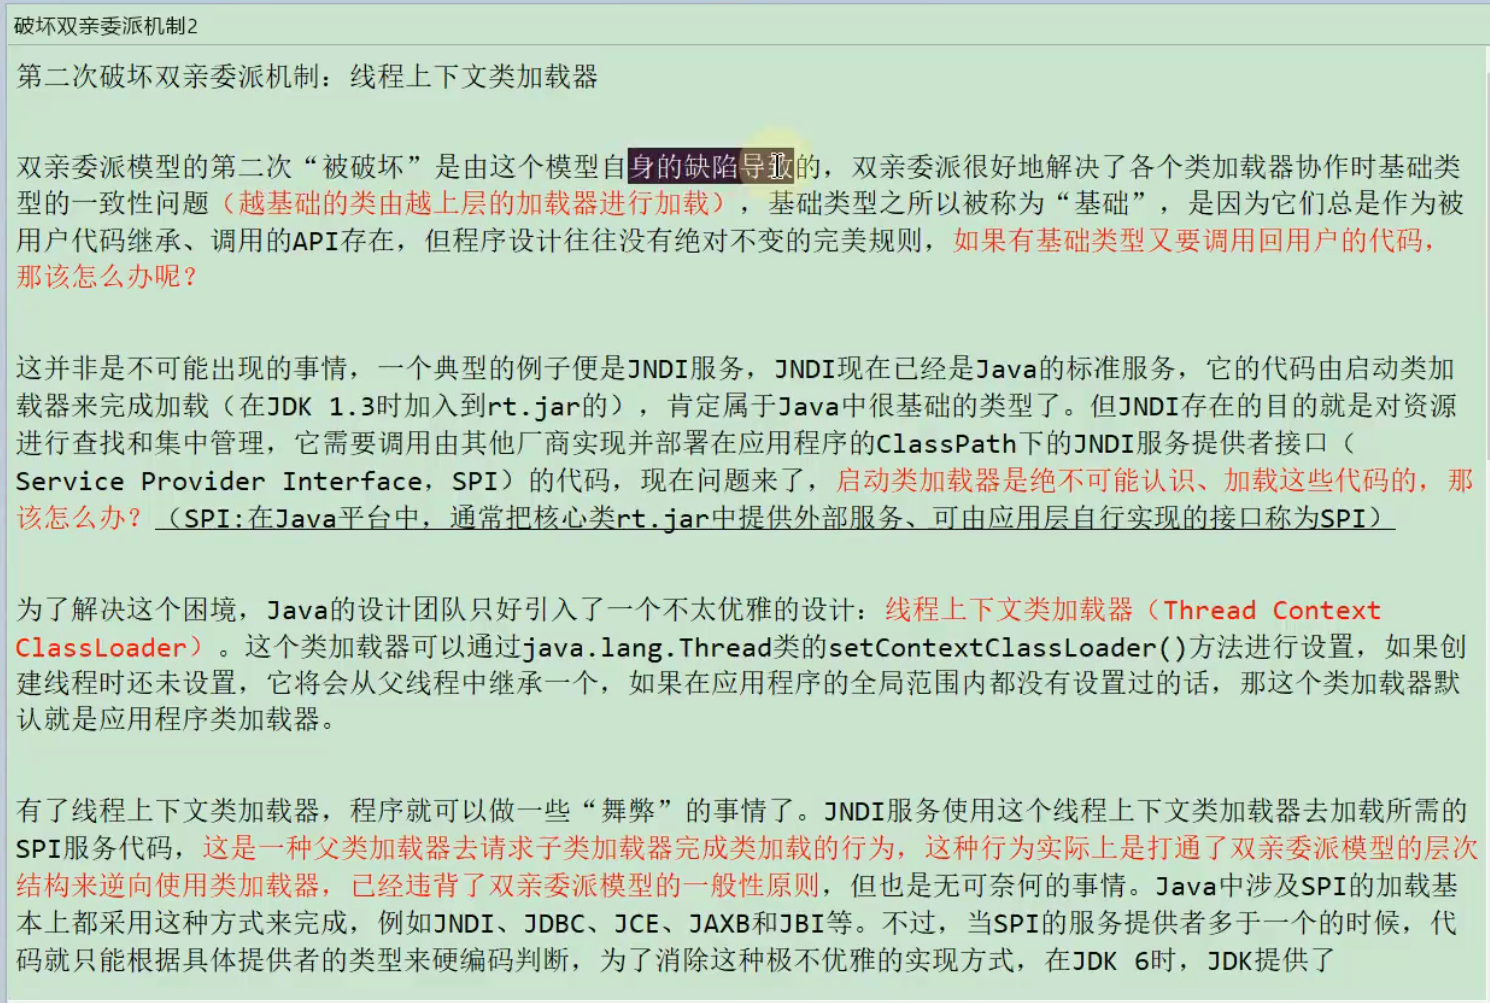 破坏双亲委派机制2
第二次破坏双亲委派机制：线程上下文类加载器
双亲委派模型的第二次“被破坏”是由这个模型自身的缺陷导致的，双亲委派很好地解决了各个类加载器协作时基础类
型的一致性问题（越基础的类由越上层的加载器进行加载），基础类型之所以被称为“基础”，是因为它们总是作为被
用户代码继承、调用的API存在，但程序设计往往没有绝对不变的完美规则，如果有基础类型又要调用回用户的代码，
那该怎么办呢？
这并非是不可能出现的事情，一个典型的例子便是JNDI服务，JNDI现在已经是Java的标准服务，它的代码由启动类加
载器来完成加载（在JDK 1.3时加入到rt.jar的），肯定属于Java中很基础的类型了。但JNDI存在的目的就是对资源
进行查找和集中管理，它需要调用由其他厂商实现并部署在应用程序的ClassPath下的JNDI服务提供者接口（
Service Provider Interface，SPI）的代码，现在问题来了，启动类加载器是绝不可能认识、加载这些代码的，那
该怎么办？（SPI:在Java平台中，通常把核心类rt.jar中提供外部服务、可由应用层自行实现的接口称为SPI）
为了解决这个困境，Java的设计团队只好引入了一个不太优雅的设计：线程上下文类加载器（Thread Context
ClassLoader）。这个类加载器可以通过java.lang.Thread类的setContextClassLoader()方法进行设置，如果创
建线程时还未设置，它将会从父线程中继承一个，如果在应用程序的全局范围内都没有设置过的话，那这个类加载器默
认就是应用程序类加载器。
有了线程上下文类加载器，程序就可以做一些“舞弊”的事情了。JNDI服务使用这个线程上下文类加载器去加载所需的
SPI服务代码，这是一种父类加载器去请求子类加载器完成类加载的行为，这种行为实际上是打通了双亲委派模型的层次
结构来逆向使用类加载器，已经违背了双亲委派模型的一般性原则，但也是无可奈何的事情。Java中涉及SPI的加载基
本上都采用这种方式来完成，例如JNDI、JDBC、JCE、JAXB和JBI等。不过，当SPI的服务提供者多于一个的时候，代
码就只能根据具体提供者的类型来硬编码判断，为了消除这种极不优雅的实现方式，在JDK 6时，JDK提供了